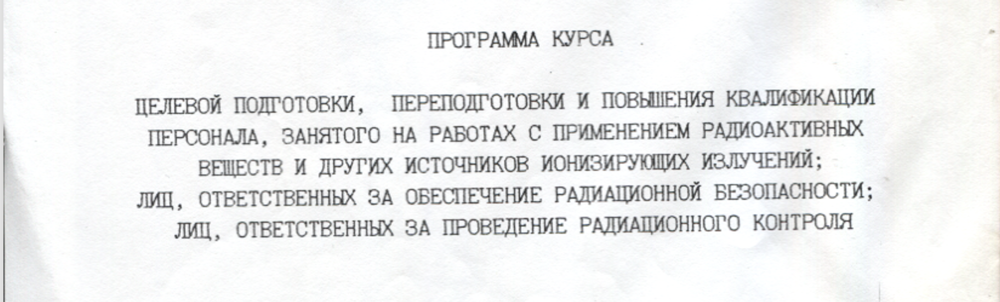 ПРОГРАММА КУРСА
ЦЕЛЕВОЙ ПОДГОТОВКИ, ПЕРЕПОДГОТОВКИ И ПОВЫШЕНИЯ КВАЛИФИКАЦИИ
ПЕРСОНАЛА, ЗАНЯТОГО НА РАБОТАХ С ПРИМЕНЕНИЕМ РАДИОАКТИВНЫХ
ВЕЩЕСТВ И ДРУГИХ ИСТОЧНИКОВ ИОНИЗИРУЮЩИХ ИЗЛУЧЕНИЙ;
ЛИЦ, ОТВЕТСТВЕННЫХ ЗА ОБЕСПЕЧЕНИЕ РАДИАЦИОННОЙ БЕЗОПАСНОСТИ;
ЛИЦ, ОТВЕТСТВЕННЫХ ЗА ПРОВЕДЕНИЕ РАДИАЦИОННОГО КОНТРОЛЯ